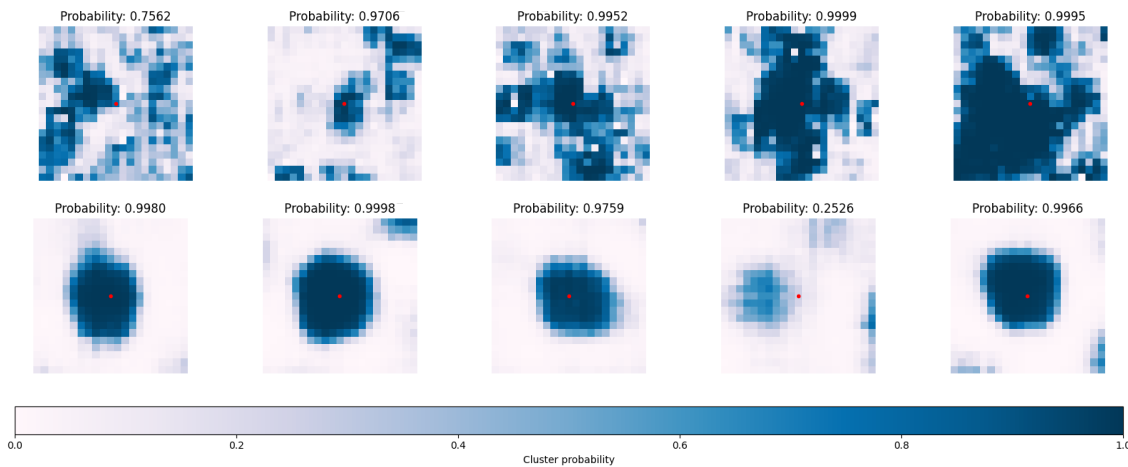 Probability: 0.7562
Probability: 0.9706
Probability: 0.9952
Probability: 0.9999
Probability: 0.9995
Probability: 0.9980
Probability: 0.9998
Probability: 0.9759
Probability: 0.2526
Probability: 0.9966
0.0 0.2 0.4 0.6 0.8 1.0
Cluster probability